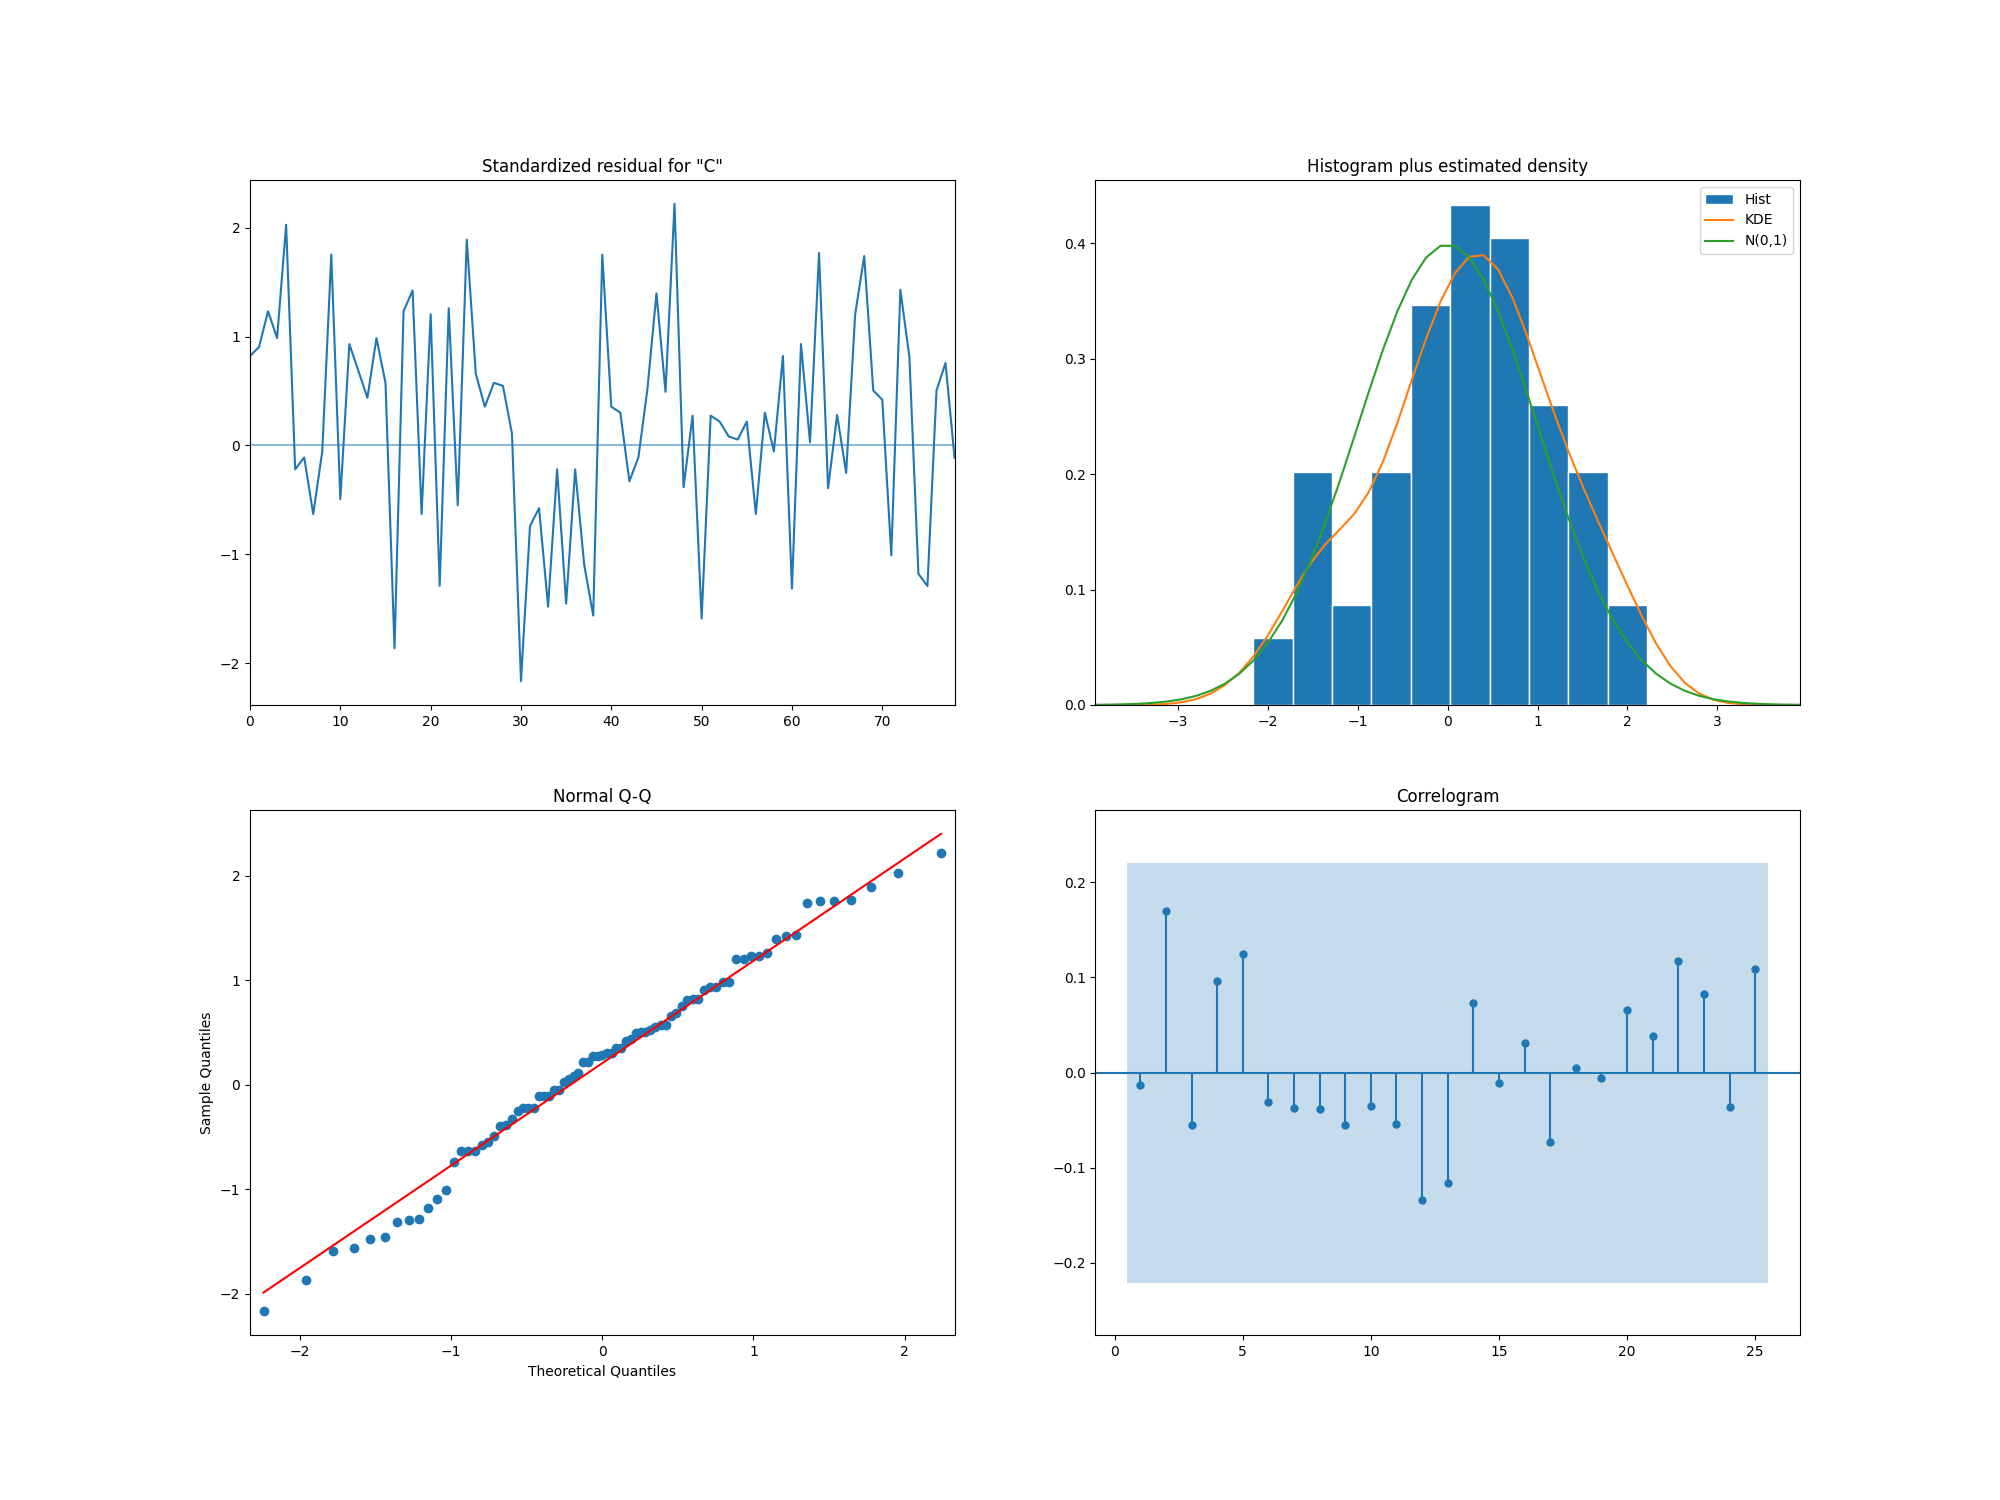 Standardized residual for "C"
2
1
0
−1
−2
0 10 20 30 40 50 60 70
Histogram plus estimated density
Hist
KDE
N(0,1)
0.4
0.3
0.2
0.1
0.0
−3 −2 −1 0 1 2 3
Normal Q-Q
Sample Quantiles
2
1
0
−1
−2
−2 −1 0 1 2
Theoretical Quantiles
Correlogram
0.2
0.1
0.0
−0.1
−0.2
0 5 10 15 20 25